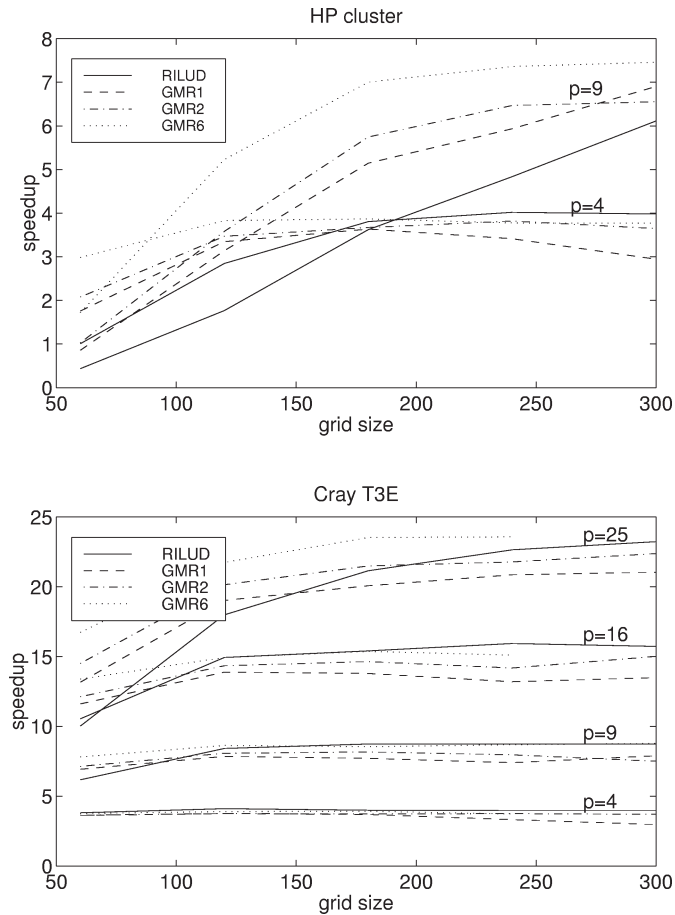 HP cluster
8
7
6
5
4
3
2
1
0
speedup
RILUD
GMR1
GMR2
GMR6
p=9
p=4
50
100
150
200
250
300
grid size
Cray T3E
25
20
15
10
5
0
speedup
RILUD
GMR1
GMR2
GMR6
p=25
p=16
p=9
p=4
50
100
150
200
250
300
grid size